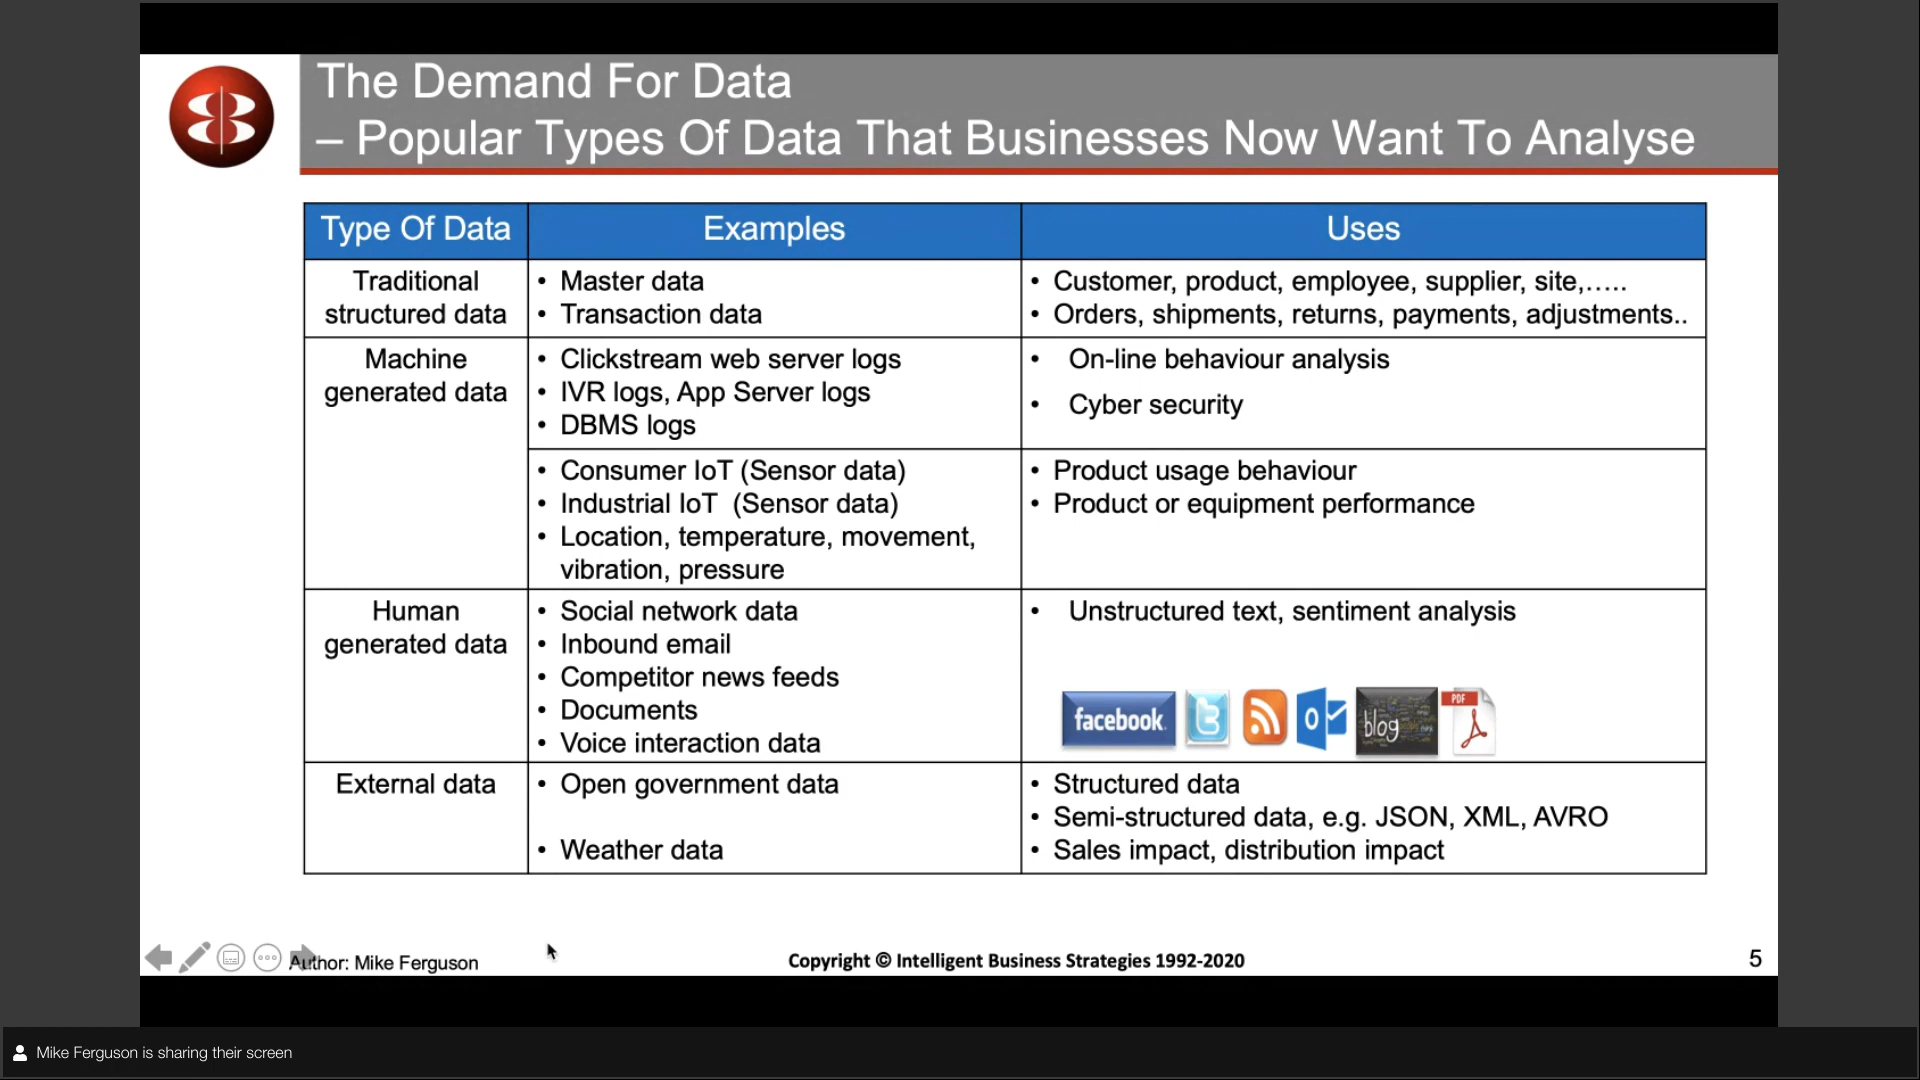 The Demand For Data
– Popular Types Of Data That Businesses Now Want To Analyse
Type Of Data
Examples
Uses
Traditional
structured data
• Master data
• Transaction data
• Customer, product, employee, supplier, site,.....
• Orders, shipments, returns, payments, adjustments..
Machine
generated data
• Clickstream web server logs
• IVR logs, App Server logs
• DBMS logs
• On-line behaviour analysis
• Cyber security
• Consumer IoT (Sensor data)
• Industrial IoT (Sensor data)
• Location, temperature, movement,
vibration, pressure
• Product usage behaviour
• Product or equipment performance
Human
generated data
• Social network data
• Inbound email
• Competitor news feeds
• Documents
• Voice interaction data
• Unstructured text, sentiment analysis
facebook.
blog
PDF
External data
• Open government data
• Weather data
• Structured data
• Semi-structured data, e.g. JSON, XML, AVRO
• Sales impact, distribution impact
Author: Mike Ferguson
Copyright © Intelligent Business Strategies 1992-2020
5
Mike Ferguson is sharing their screen